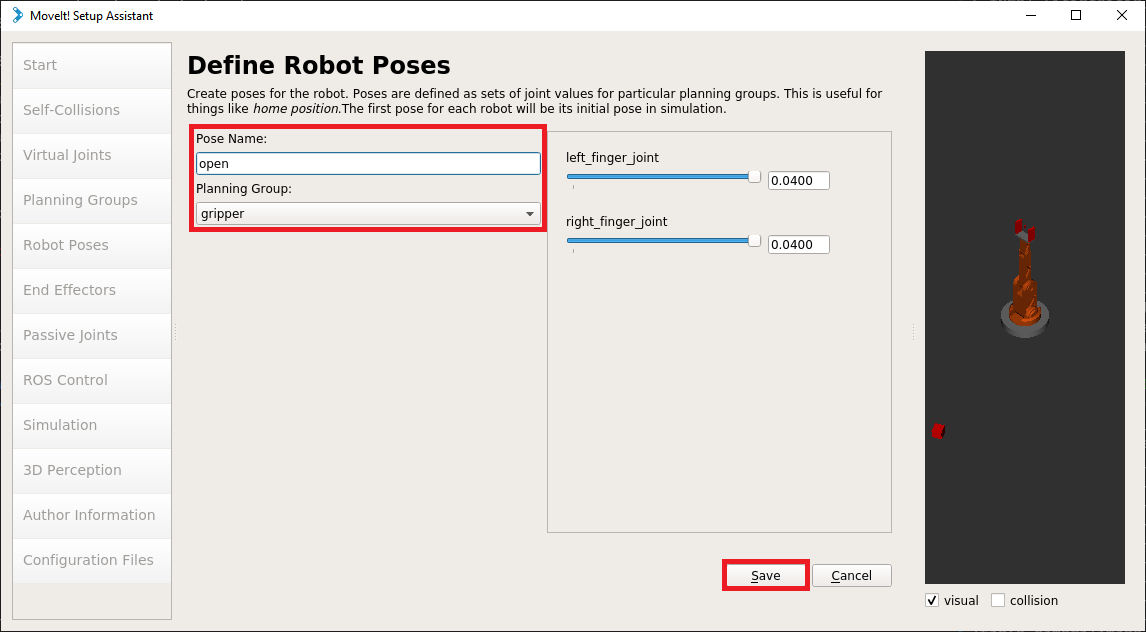 MoveIt! Setup Assistant
Start
Self-Collisions
Virtual Joints
Planning Groups
Robot Poses
End Effectors
Passive Joints
ROS Control
Simulation
3D Perception
Author Information
Configuration Files
Define Robot Poses
Create poses for the robot. Poses are defined as sets of joint values for particular planning groups. This is useful for
things like home position.The first pose for each robot will be its initial pose in simulation.
Pose Name:
open
Planning Group:
gripper
left_finger_joint
0.0400
right_finger_joint
0.0400
Save
Cancel
visual
collision